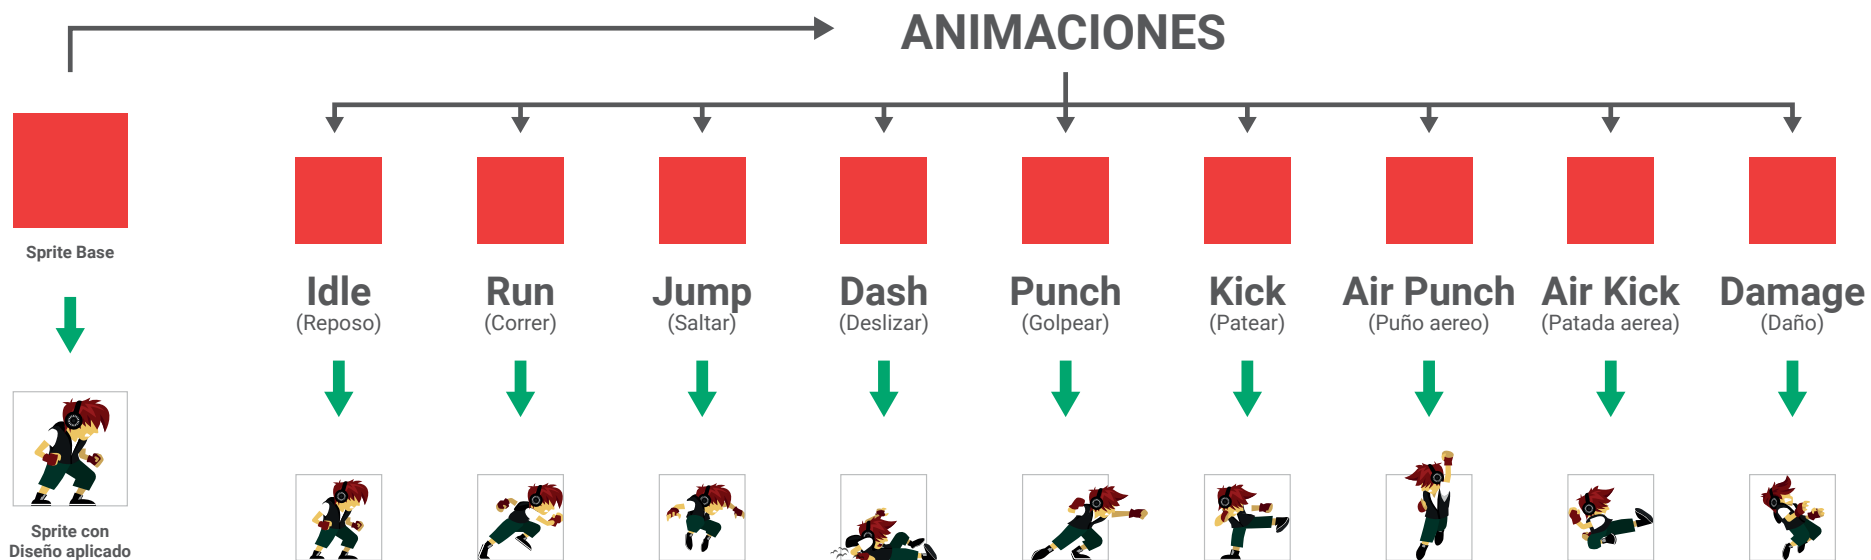 ANIMACIONES
Sprite Base
Idle
(Reposo)
Run
(Correr)
Jump
(Saltar)
Dash
(Deslizar)
Punch
(Golpear)
Kick
(Patear)
Air Punch
(Puño aereo)
Air Kick
(Patada aerea)
Damage
(Daño)
Sprite con
Diseño aplicado